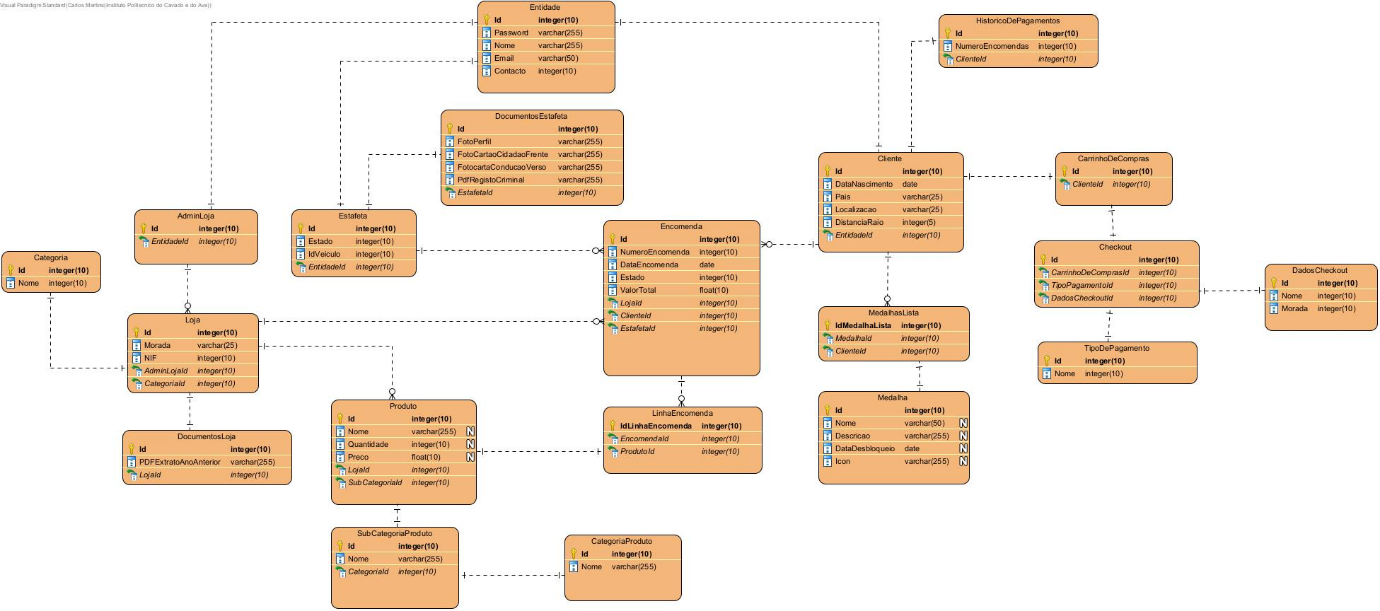 Visual Paradigm Standard(Carlos Martins(Instituto Politecnico do Cavado e do Ave))
Entidade
Id integer(10)
Password varchar(255)
Nome varchar(255)
Email varchar(50)
Contacto integer(10)
HistoricoDePagamentos
Id integer(10)
NumeroEncomendas integer(10)
ClienteId integer(10)
DocumentosEstafeta
Id integer(10)
FotoPerfil varchar(255)
FotoCartaoCidadaoFrente varchar(255)
FotocartaConducaoVerso varchar(255)
PdfRegistoCriminal varchar(255)
EstafetaId integer(10)
Cliente
Id integer(10)
DataNascimento date
Pais varchar(25)
Localizacao varchar(25)
DistanciaRaio integer(5)
EntidadeId integer(10)
CarrinhoDeCompras
Id integer(10)
ClienteId integer(10)
AdminLoja
Id integer(10)
EntidadeId integer(10)
Estafeta
Id integer(10)
Estado integer(10)
IdVeiculo integer(10)
EntidadeId integer(10)
Encomenda
Id integer(10)
NumeroEncomenda integer(10)
DataEncomenda date
Estado integer(10)
ValorTotal float(10)
LojaId integer(10)
ClienteId integer(10)
EstafetaId integer(10)
Checkout
Id integer(10)
CarrinhoDeComprasId integer(10)
TipoPagamentoId integer(10)
DadosCheckoutId integer(10)
Categoria
Id integer(10)
Nome integer(10)
DadosCheckout
Id integer(10)
Nome integer(10)
Morada integer(10)
Loja
Id integer(10)
Morada varchar(25)
NIF integer(10)
AdminLojaId integer(10)
CategoriaId integer(10)
MedalhasLista
IdMedalhaLista integer(10)
MedalhaId integer(10)
ClienteId integer(10)
TipoDePagamento
Id integer(10)
Nome integer(10)
Produto
Id integer(10)
Nome varchar(255) N
Quantidade integer(10) N
Preco float(10) N
LojaId integer(10)
SubCategoriaId integer(10)
LinhaEncomenda
IdLinhaEncomenda integer(10)
EncomendaId integer(10)
ProdutoId integer(10)
Medalha
Id integer(10)
Nome varchar(50) N
Descricao varchar(255) N
DataDesbloqueio date N
Icon varchar(255) N
DocumentosLoja
Id integer(10)
PDFExtratoAnoAnterior varchar(255)
LojaId integer(10)
SubCategoriaProduto
Id integer(10)
Nome varchar(255)
CategoriaId integer(10)
CategoriaProduto
Id integer(10)
Nome varchar(255)